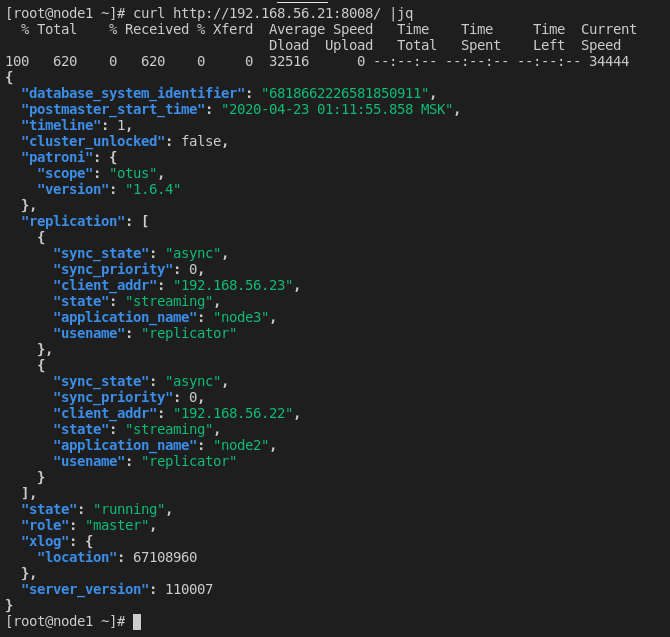 [root@node1 ~]# curl http://192.168.56.21:8008/ |jq
  % Total    % Received % Xferd  Average Speed   Time    Time     Time  Current
                                 Dload  Upload   Total   Spent    Left  Speed
100   620    0   620    0     0  32516      0 --:--:-- --:--:-- --:--:-- 34444
{
  "database_system_identifier": "6818662226581850911",
  "postmaster_start_time": "2020-04-23 01:11:55.858 MSK",
  "timeline": 1,
  "cluster_unlocked": false,
  "patroni": {
    "scope": "otus",
    "version": "1.6.4"
  },
  "replication": [
    {
      "sync_state": "async",
      "sync_priority": 0,
      "client_addr": "192.168.56.23",
      "state": "streaming",
      "application_name": "node3",
      "usename": "replicator"
    },
    {
      "sync_state": "async",
      "sync_priority": 0,
      "client_addr": "192.168.56.22",
      "state": "streaming",
      "application_name": "node2",
      "usename": "replicator"
    }
  ],
  "state": "running",
  "role": "master",
  "xlog": {
    "location": 67108960
  },
  "server_version": 110007
}
[root@node1 ~]#